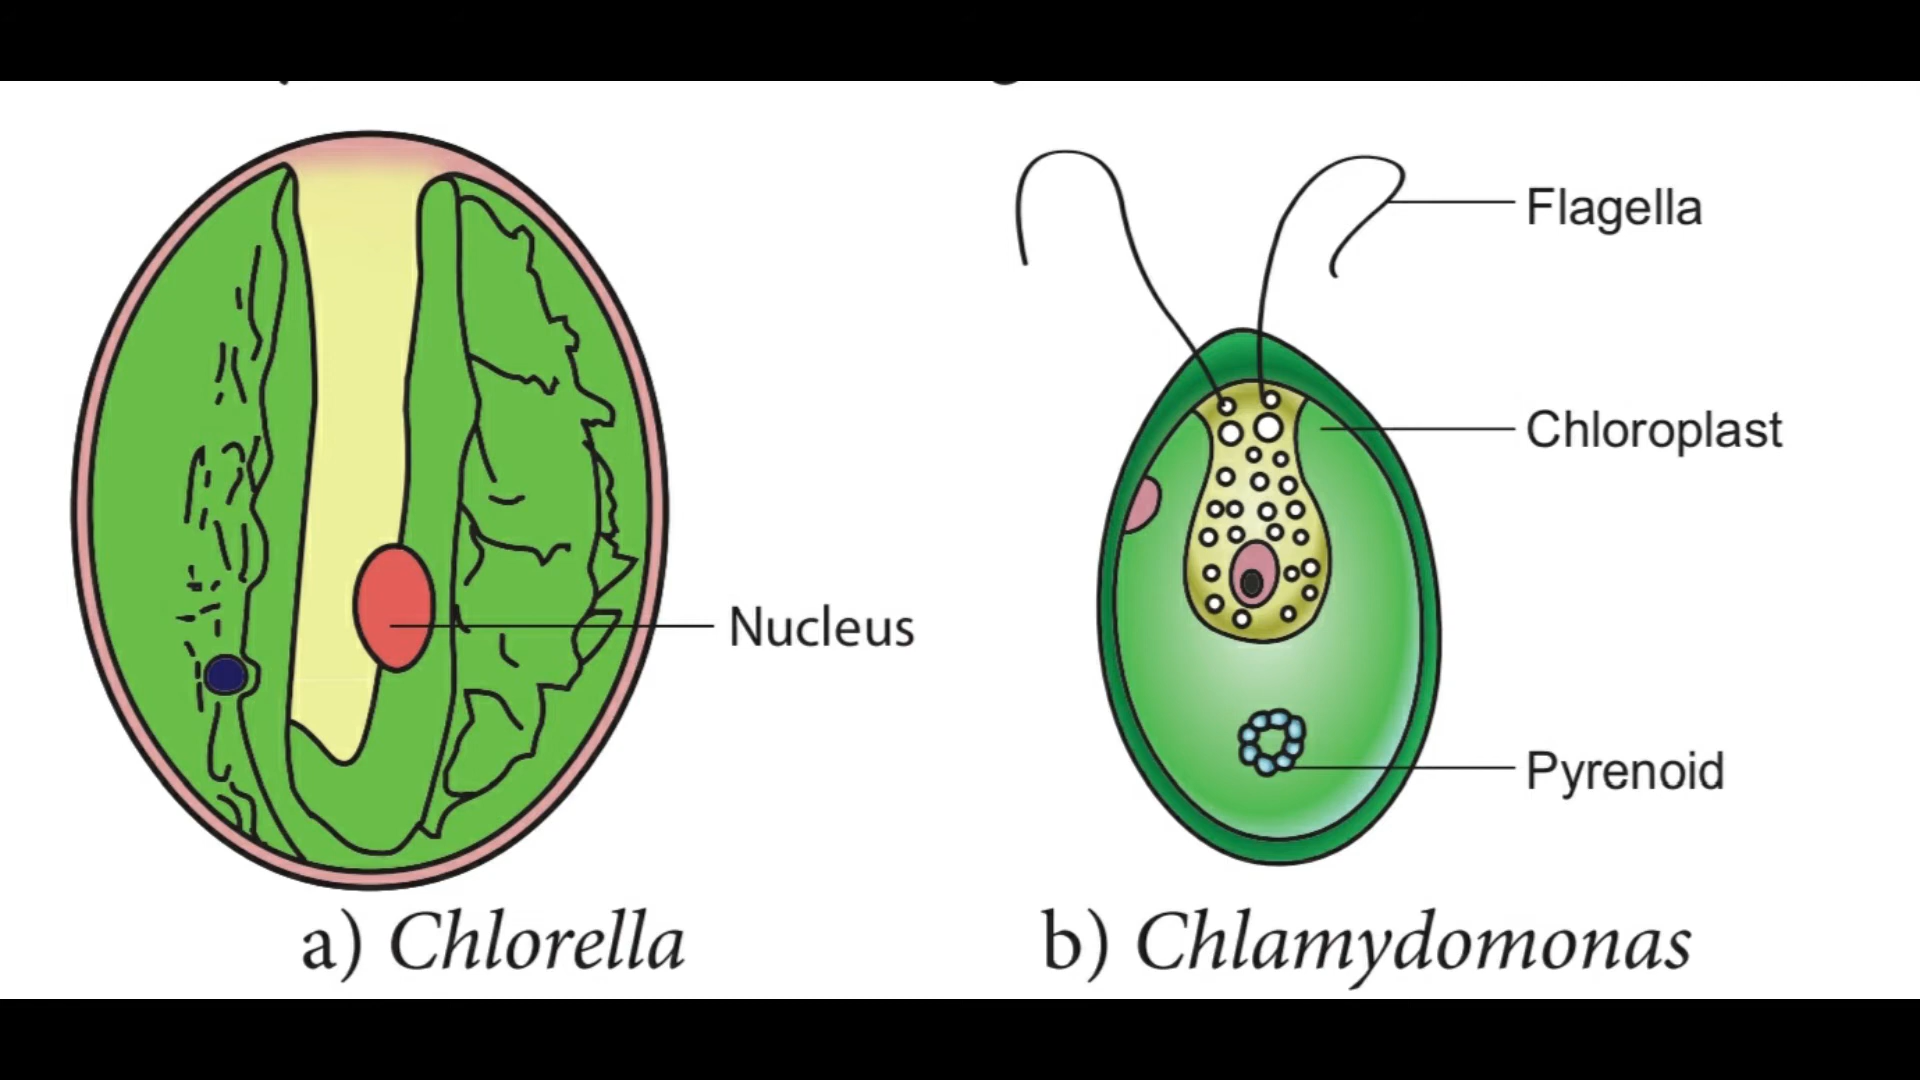 Flagella
Chloroplast
Nucleus
Pyrenoid
a) Chlorella
b) Chlamydomonas